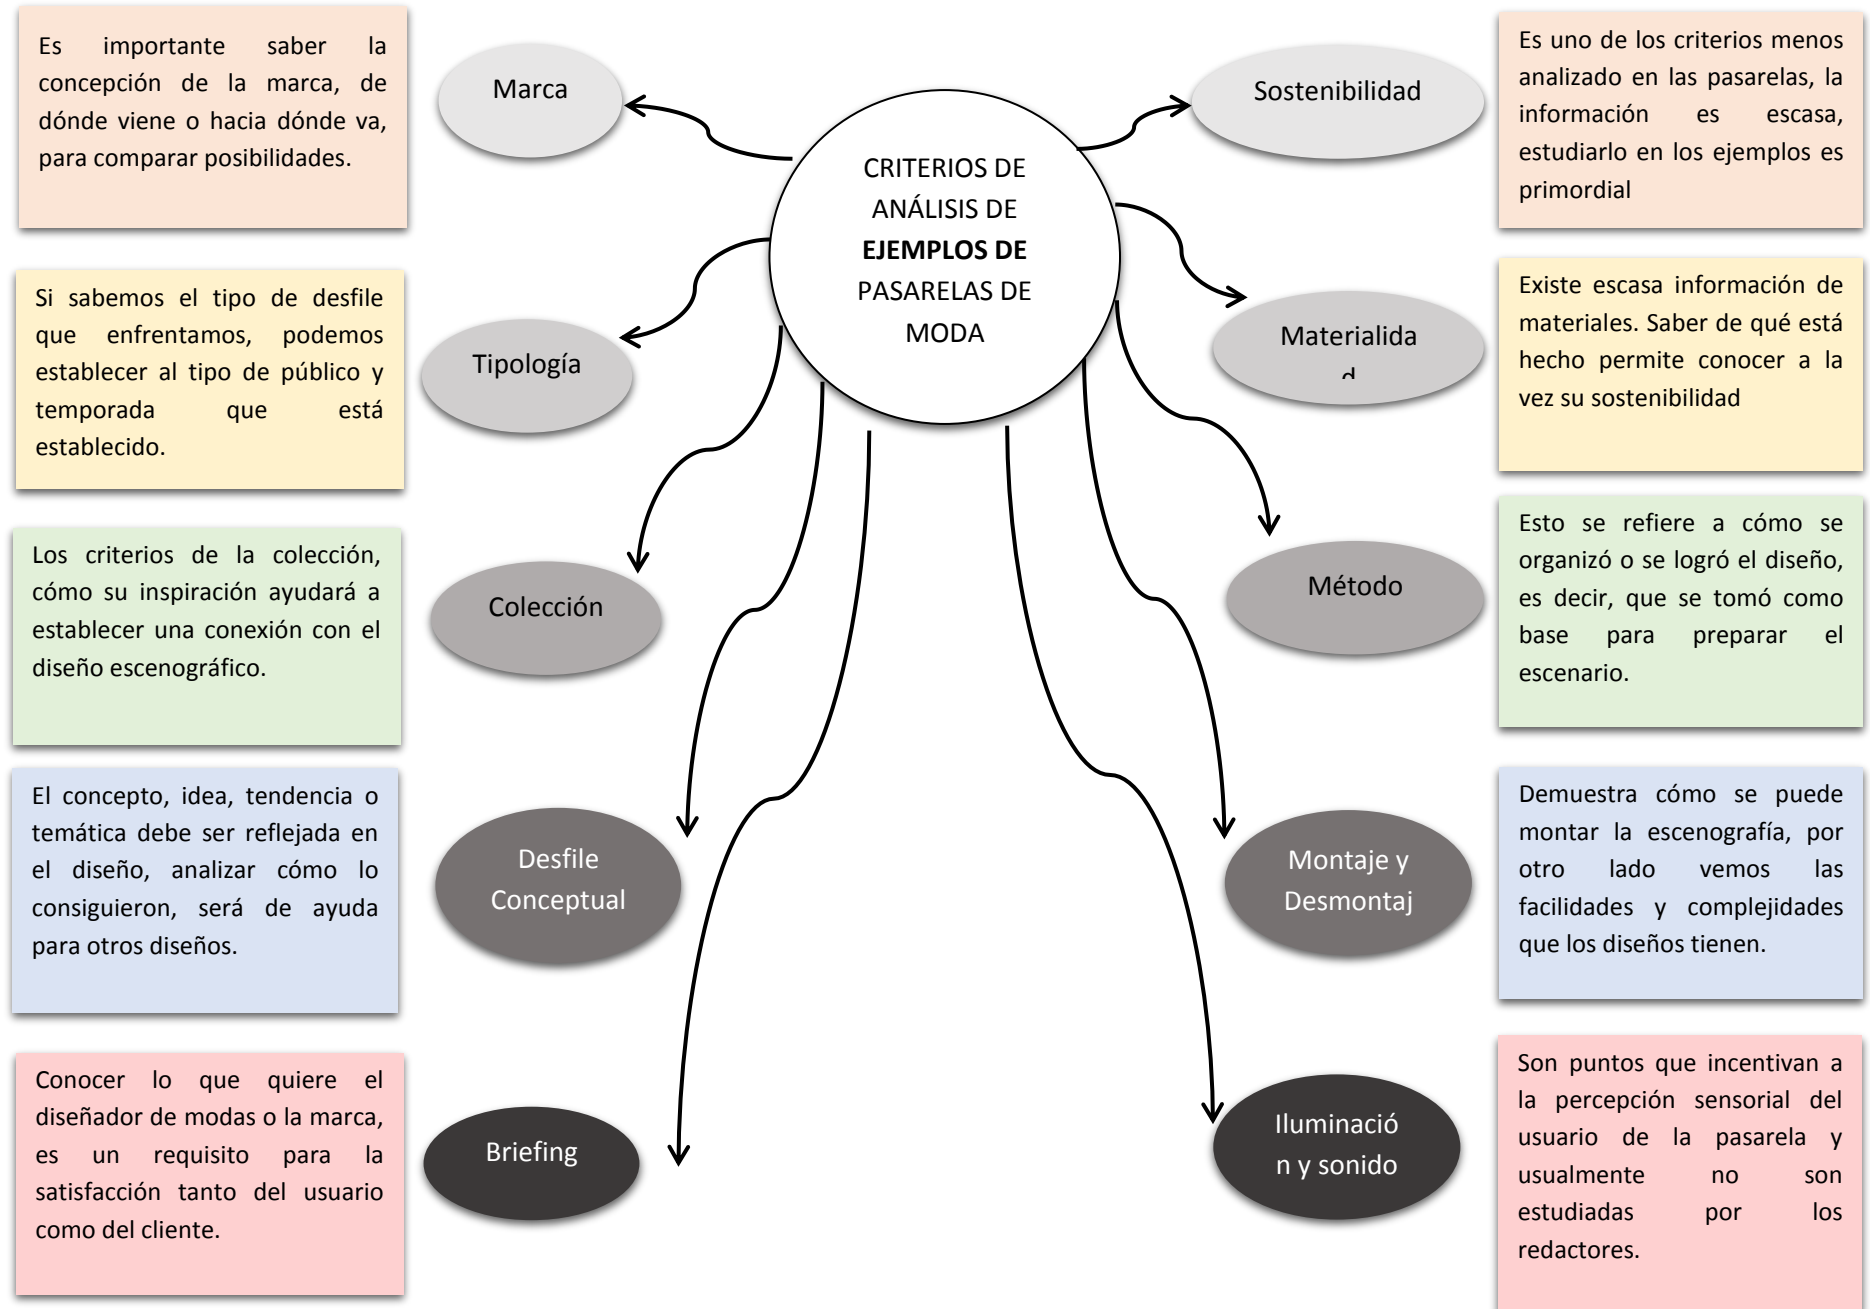 Es importante saber la
concepción de la marca, de
dónde viene o hacia dónde va,
para comparar posibilidades.
Marca
CRITERIOS DE
ANÁLISIS DE
EJEMPLOS DE
PASARELAS DE
MODA
Sostenibilidad
Es uno de los criterios menos
analizado en las pasarelas, la
información es escasa,
estudiarlo en los ejemplos es
primordial
Si sabemos el tipo de desfile
que enfrentamos, podemos
establecer al tipo de público y
temporada que está
establecido.
Tipología
Materialida
d
Existe escasa información de
materiales. Saber de qué está
hecho permite conocer a la
vez su sostenibilidad
Los criterios de la colección,
cómo su inspiración ayudará a
establecer una conexión con el
diseño escenográfico.
Colección
Método
Esto se refiere a cómo se
organizó o se logró el diseño,
es decir, que se tomó como
base para preparar el
escenario.
El concepto, idea, tendencia o
temática debe ser reflejada en
el diseño, analizar cómo lo
consiguieron, será de ayuda
para otros diseños.
Desfile
Conceptual
Montaje y
Desmontaj
Demuestra cómo se puede
montar la escenografía, por
otro lado vemos las
facilidades y complejidades
que los diseños tienen.
Conocer lo que quiere el
diseñador de modas o la marca,
es un requisito para la
satisfacción tanto del usuario
como del cliente.
Briefing
Iluminació
n y sonido
Son puntos que incentivan a
la percepción sensorial del
usuario de la pasarela y
usualmente no son
estudiadas por los
redactores.